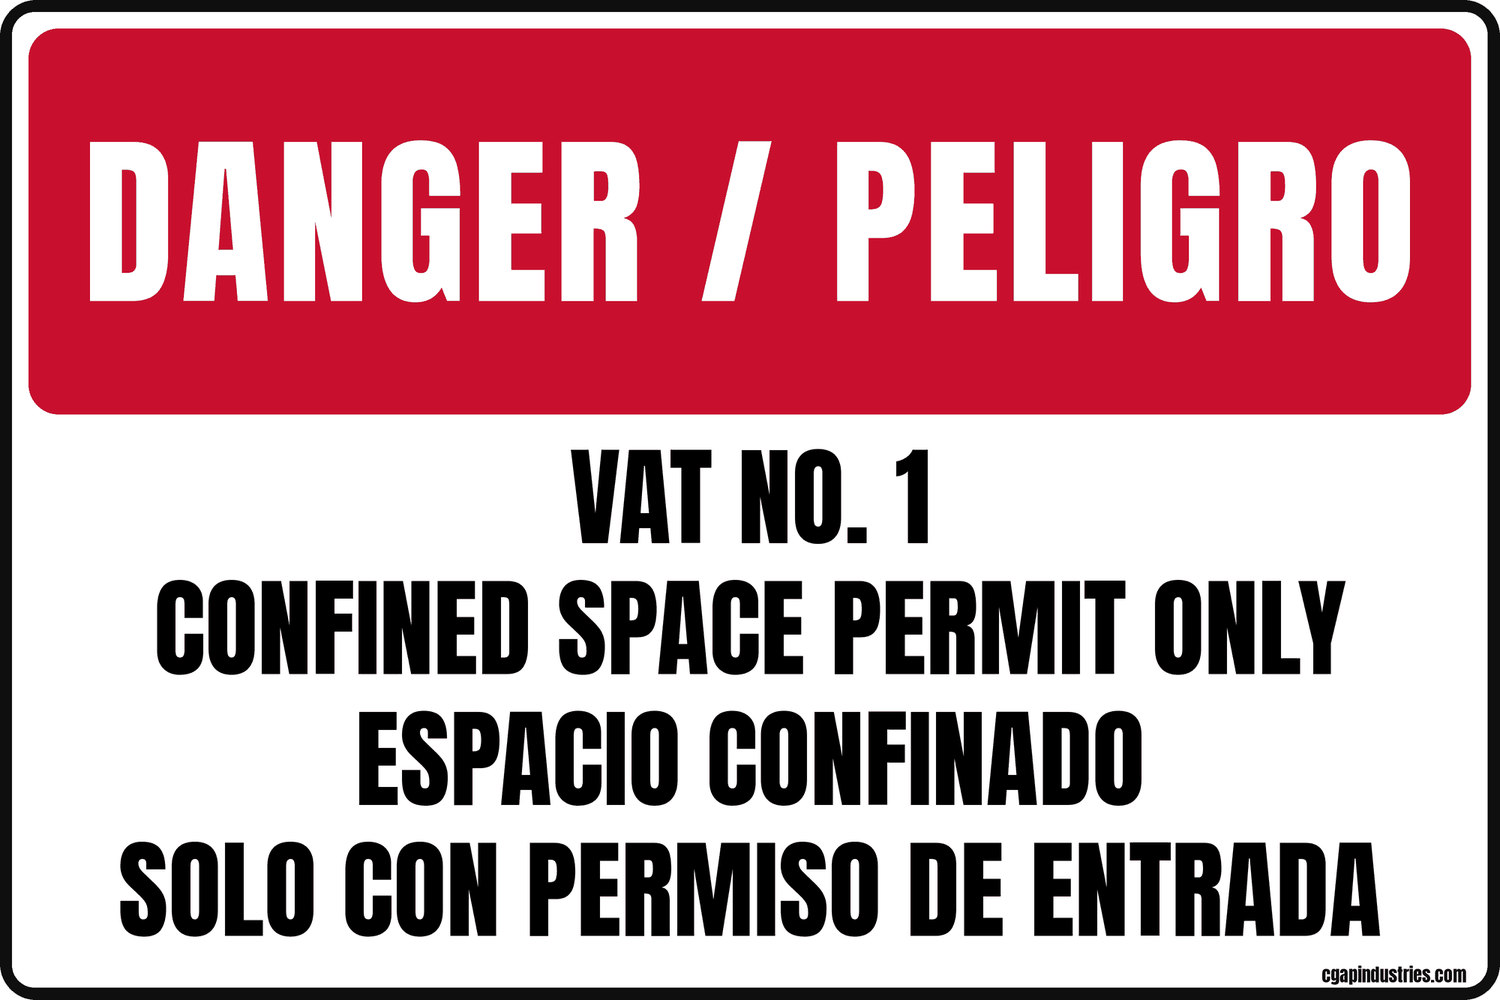 DANGER / PELIGRO
VAT NO. 1
CONFINED SPACE PERMIT ONLY
ESPACIO CONFINADO
SOLO CON PERMISO DE ENTRADA
cgapindustries.com